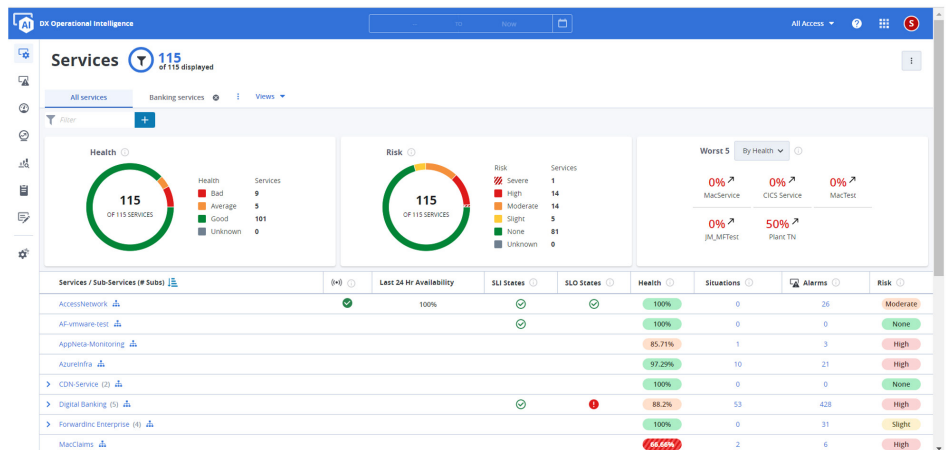 AI DX Operational Intelligence Now All Access ? S
Services 115
of 115 displayed
All services Banking services Views
Filter +
Health
115
OF 115 SERVICES
Health Services
Bad 9
Average 5
Good 101
Unknown 0
Risk
115
OF 115 SERVICES
Risk Services
Severe 1
High 14
Moderate 14
Slight 5
None 81
Unknown 0
Worst 5 By Health
0% 0% 0%
MacService CICS Service MacTest
0% 50%
JM_MFTest Plant TN
Services / Sub-Services (# Subs) Last 24 Hr Availability SLI States SLO States Health Situations Alarms Risk
AccessNetwork 100% 100% 0 26 Moderate
AF-vmware-test 100% 0 0 None
AppNeta-Monitoring 85.71% 1 3 High
AzureInfra 97.29% 10 21 High
CDN-Service (2) 100% 0 0 None
Digital Banking (5) 88.2% 53 428 High
ForwardInc Enterprise (4) 100% 0 31 Slight
MacClaims 66.66% 2 6 High